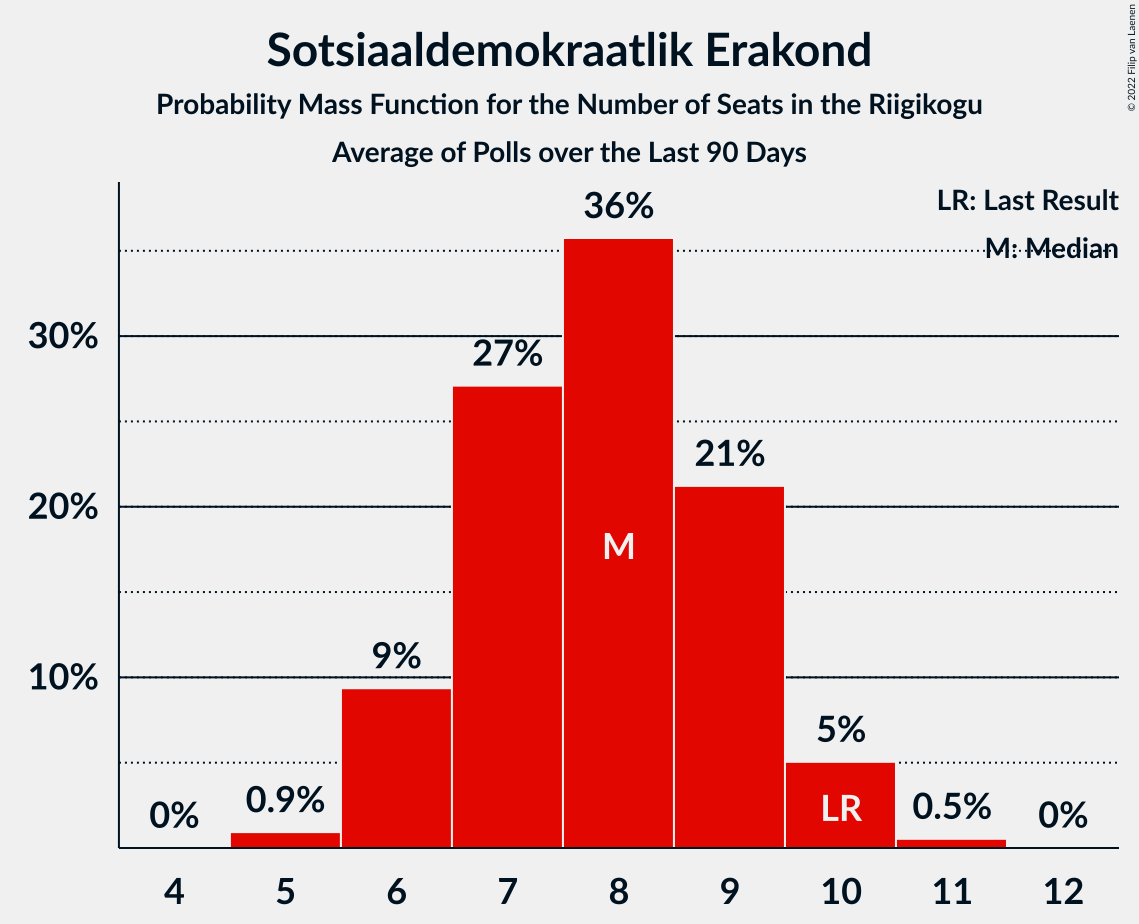 Sotsiaaldemokraatlik Erakond
Probability Mass Function for the Number of Seats in the Riigikogu
Average of Polls over the Last 90 Days
© 2022 Filip van Laenen
LR: Last Result
M: Median
36%
30%
27%
21%
20%
M
10%
9%
5%
0%
0.9%
LR
0.5%
0%
4 5 6 7 8 9 10 11 12